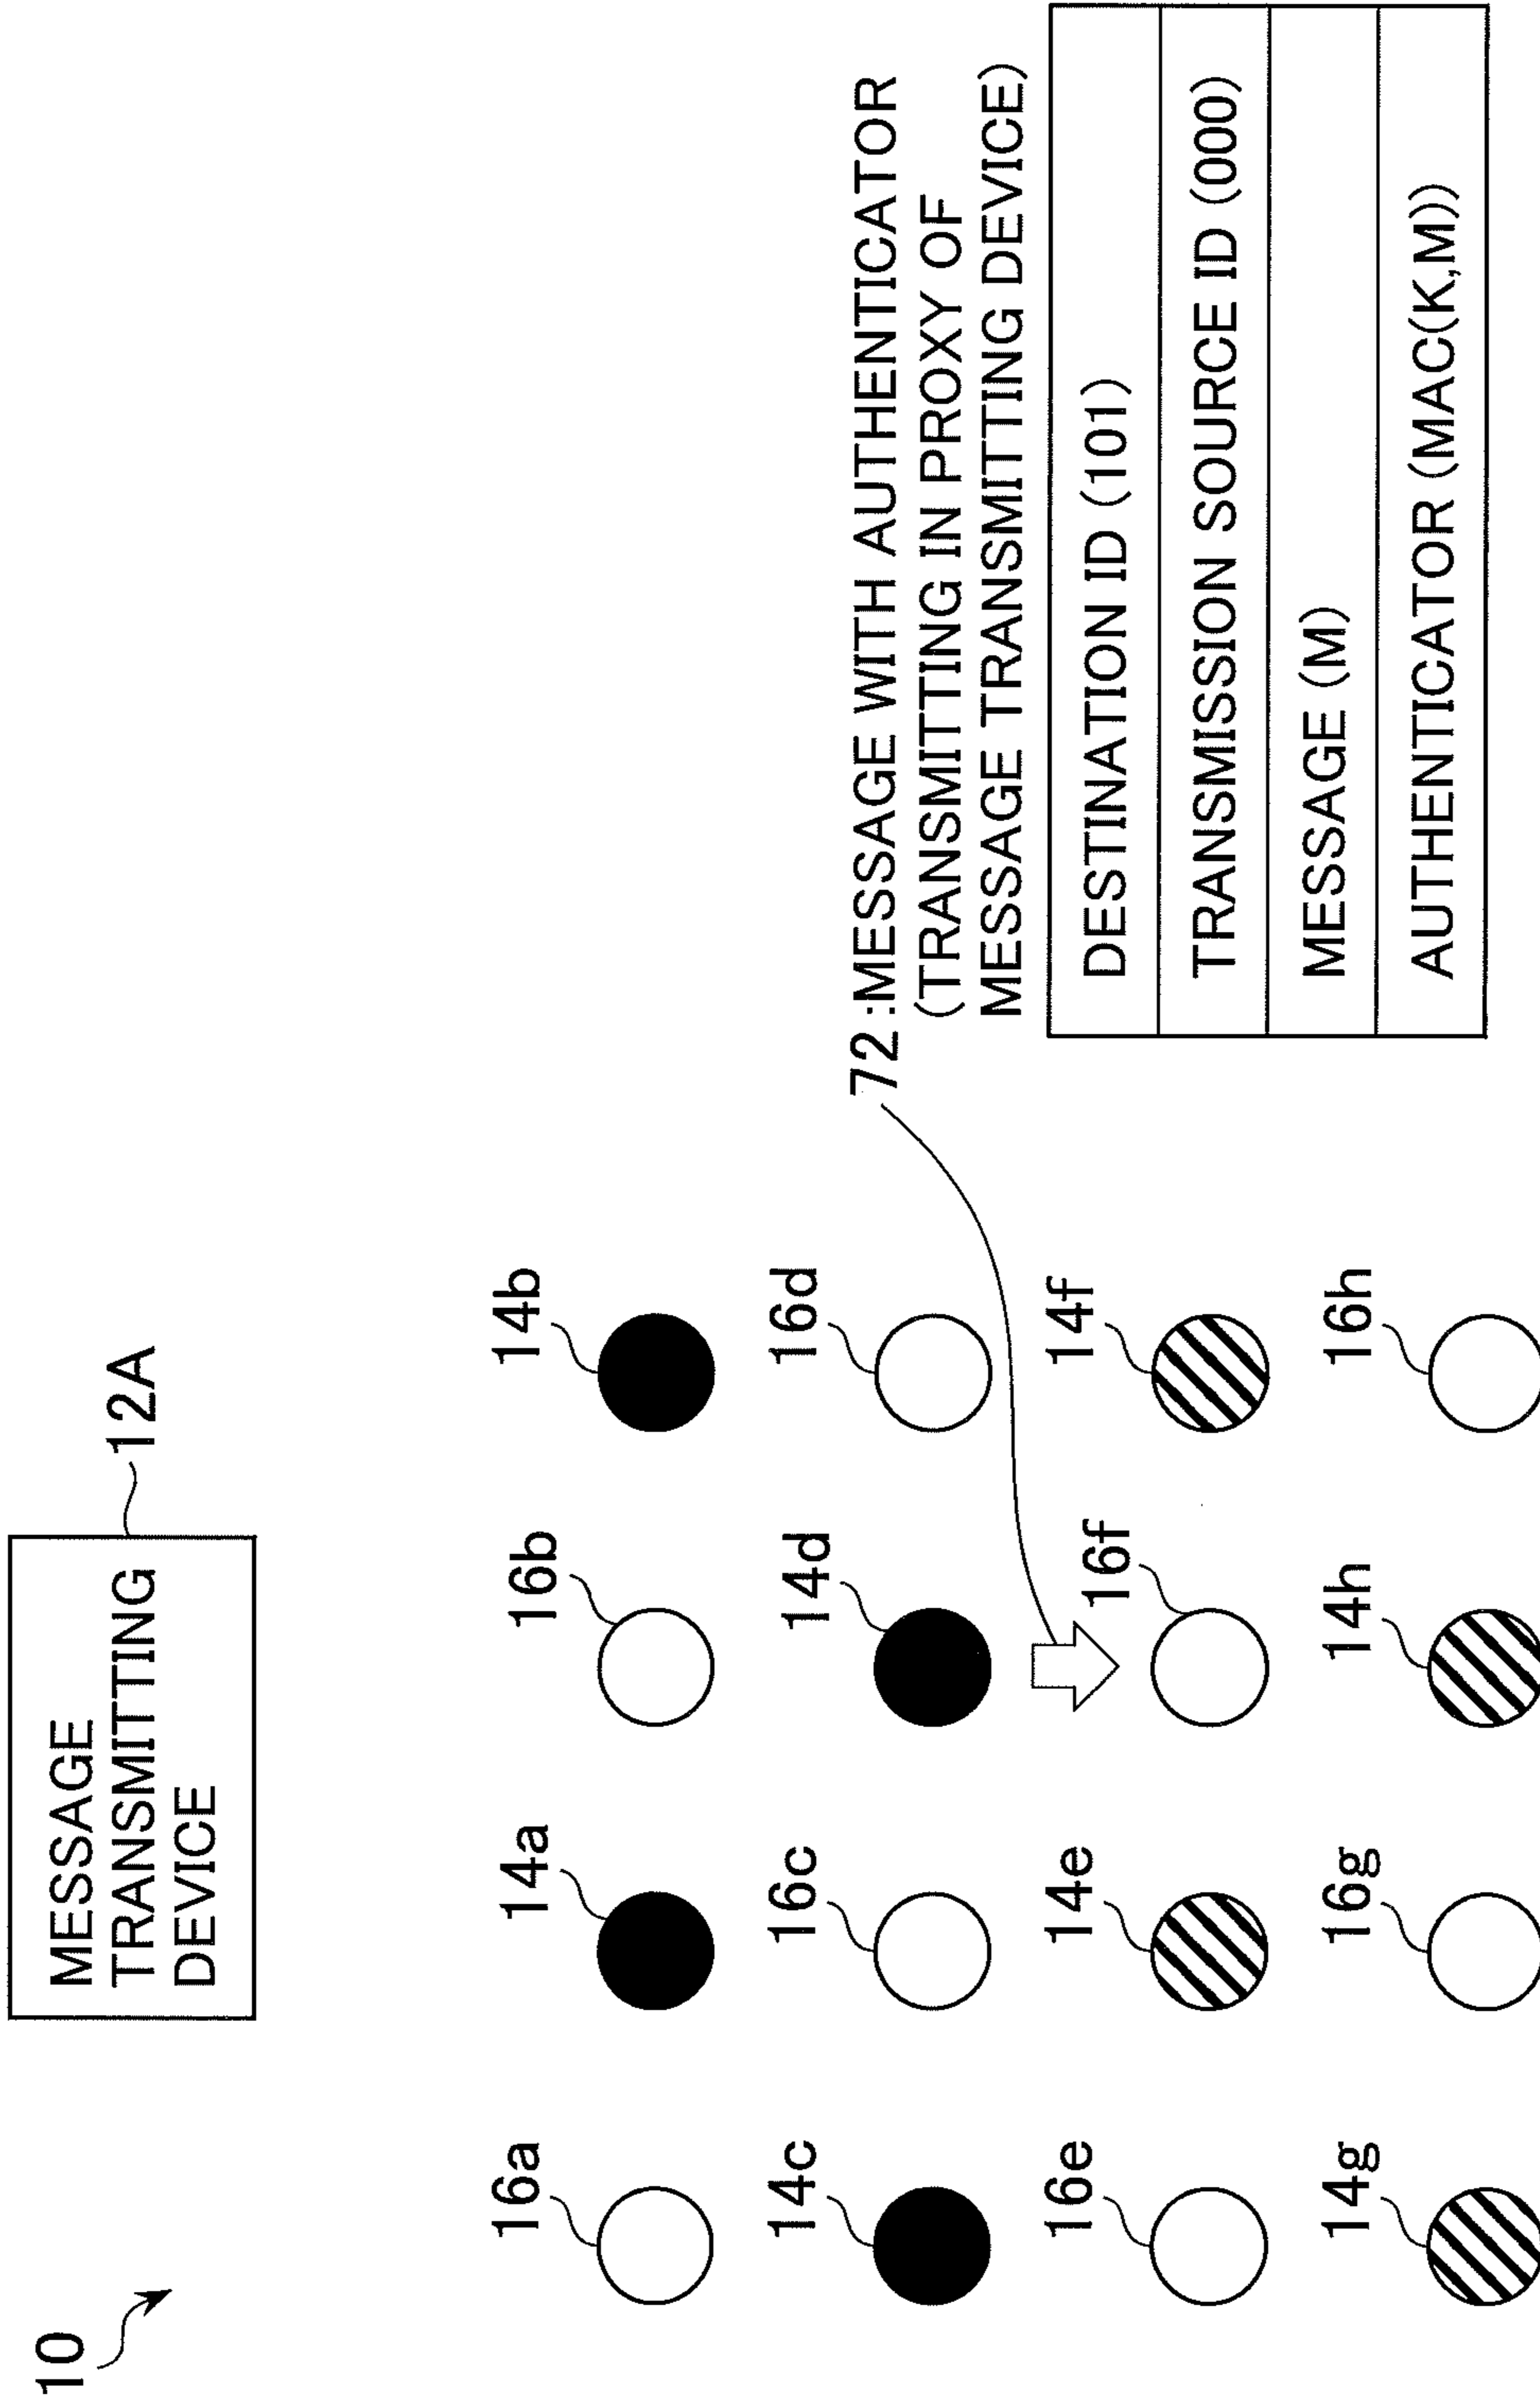 10
MESSAGE
TRANSMITTING
DEVICE
12A
16a
14a
16b
14b
14c
16c
14d
16d
72 :MESSAGE WITH AUTHENTICATOR
(TRANSMITTING IN PROXY OF
MESSAGE TRANSMITTING DEVICE)
DESTINATION ID (101)
TRANSMISSION SOURCE ID (000)
MESSAGE (M)
AUTHENTICATOR (MAC(K,M))
16e
14e
16f
14f
14g
16g
14h
16h